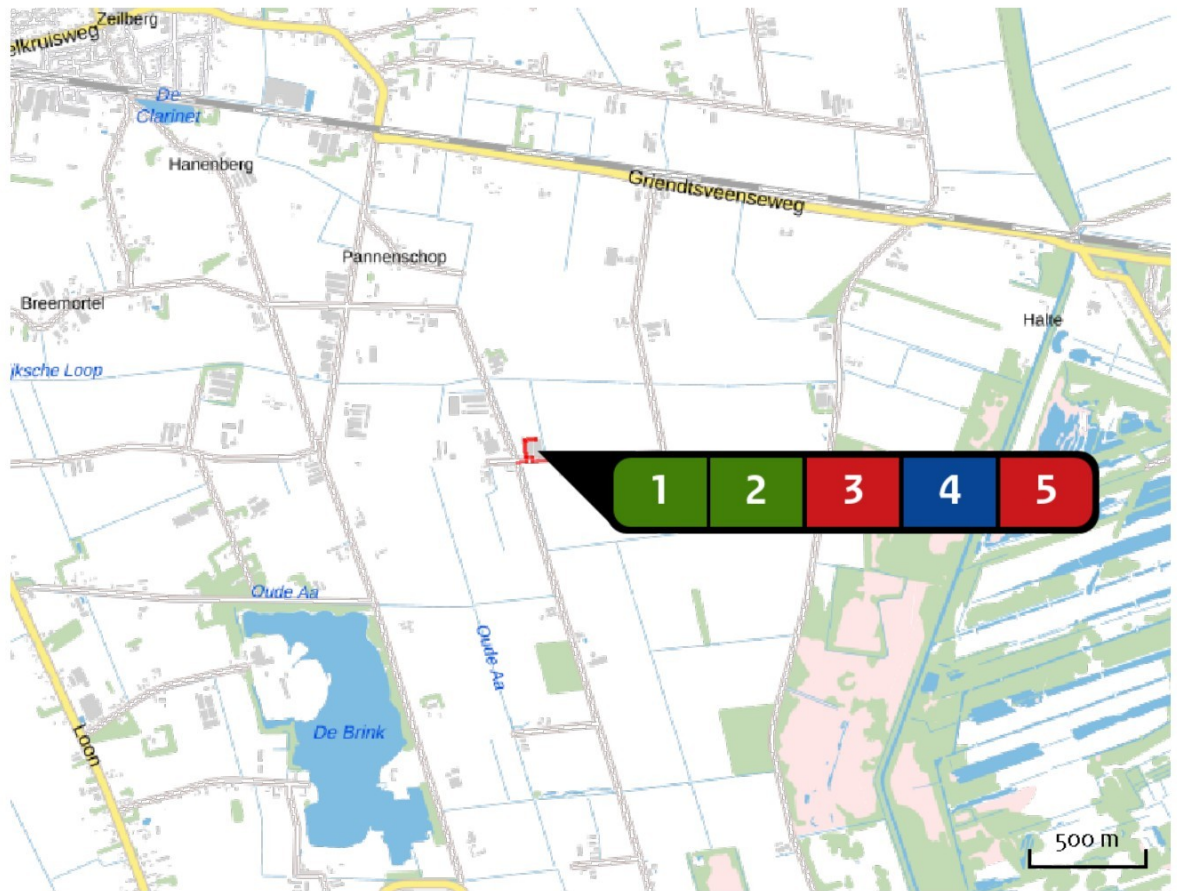 Zeilberg
elkruisweg
De
Clarinet
Hanenberg
Griendtsveenseweg
Pannenschop
Breemortel
Halte
jksche Loop
1 2 3 4 5
Oude Aa
Oude Aa
De Brink
Loon
500 m